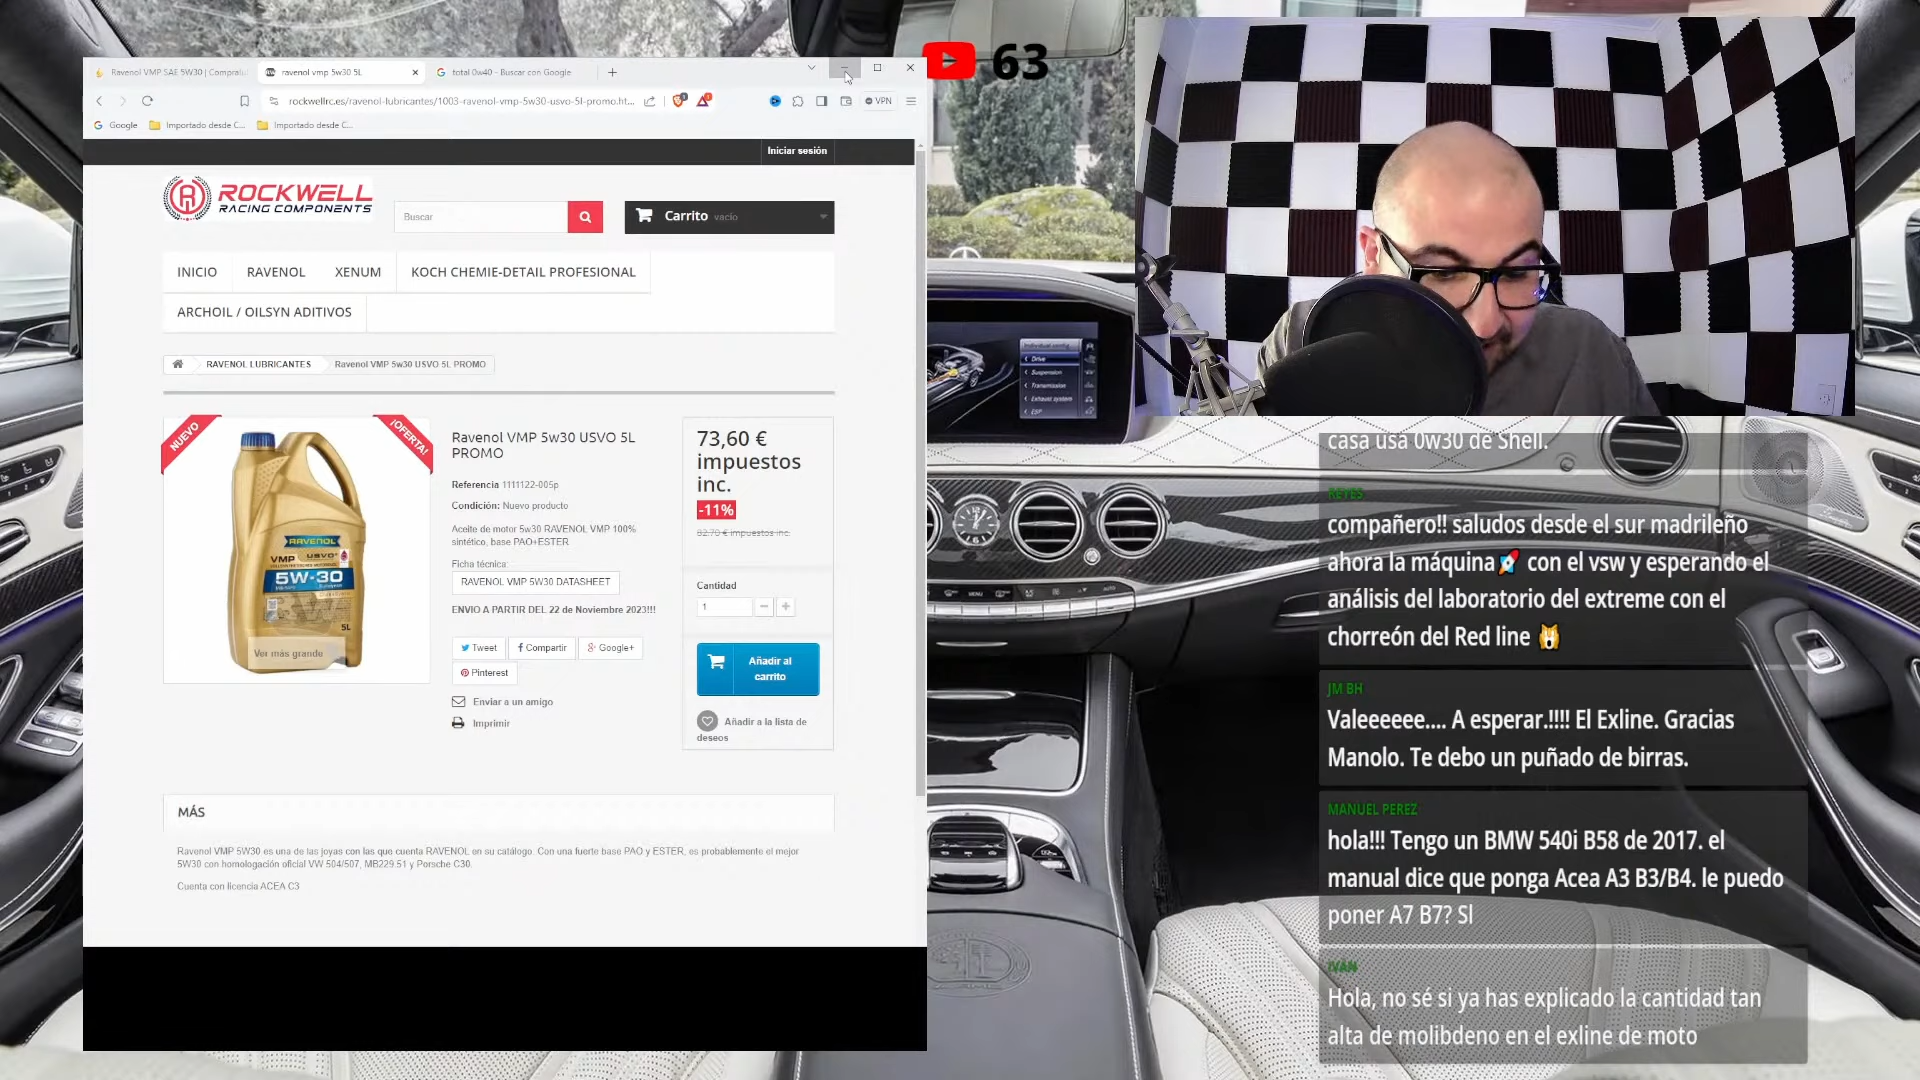 Ravenol VMP SAE 5W30 | Compralu
ravenol vmp 5w30 5L
total 0w40 - Buscar con Google
rockwellrc.es/ravenol-lubricantes/1003-ravenol-vmp-5w30-usvo-5l-promo.ht...
VPN
Google
Importado desde C...
Importado desde C...
63
Iniciar sesión
ROCKWELL
RACING COMPONENTS
Buscar
Carrito vacío
INICIO
RAVENOL
XENUM
KOCH CHEMIE-DETAIL PROFESIONAL
ARCHOIL / OILSYN ADITIVOS
RAVENOL LUBRICANTES
Ravenol VMP 5w30 USVO 5L PROMO
NUEVO
¡OFERTA!
RAVENOL
VMP
USVO
5W-30
5L
Ver más grande
Ravenol VMP 5w30 USVO 5L
PROMO
Referencia 1111122-005p
Condición: Nuevo producto
Aceite de motor 5w30 RAVENOL VMP 100%
sintético, base PAO+ESTER
Ficha técnica:
RAVENOL VMP 5W30 DATASHEET
ENVIO A PARTIR DEL 22 de Noviembre 2023!!!
Tweet
Compartir
Google+
Pinterest
Enviar a un amigo
Imprimir
73,60 €
impuestos
inc.
-11%
82,70 € impuestos inc.
Cantidad
1
Añadir al
carrito
Añadir a la lista de
deseos
MÁS
Ravenol VMP 5W30 es una de las joyas con las que cuenta RAVENOL en su catálogo. Con una fuerte base PAO y ESTER, es probablemente el mejor
5W30 con homologación oficial VW 504/507, MB229.51 y Porsche C30.
Cuenta con licencia ACEA C3
Individual config.
Drive
Suspension
Transmission
Exhaust system
ESP
casa usa 0w30 de Shell.
REYES
compañero!! saludos desde el sur madrileño
ahora la máquina🚀 con el vsw y esperando el
análisis del laboratorio del extreme con el
chorreón del Red line 🙀
JM BH
Valeeeeee.... A esperar.!!!! El Exline. Gracias
Manolo. Te debo un puñado de birras.
MANUEL PEREZ
hola!!! Tengo un BMW 540i B58 de 2017. el
manual dice que ponga Acea A3 B3/B4. le puedo
poner A7 B7? Sl
IVÁN
Hola, no sé si ya has explicado la cantidad tan
alta de molibdeno en el exline de moto